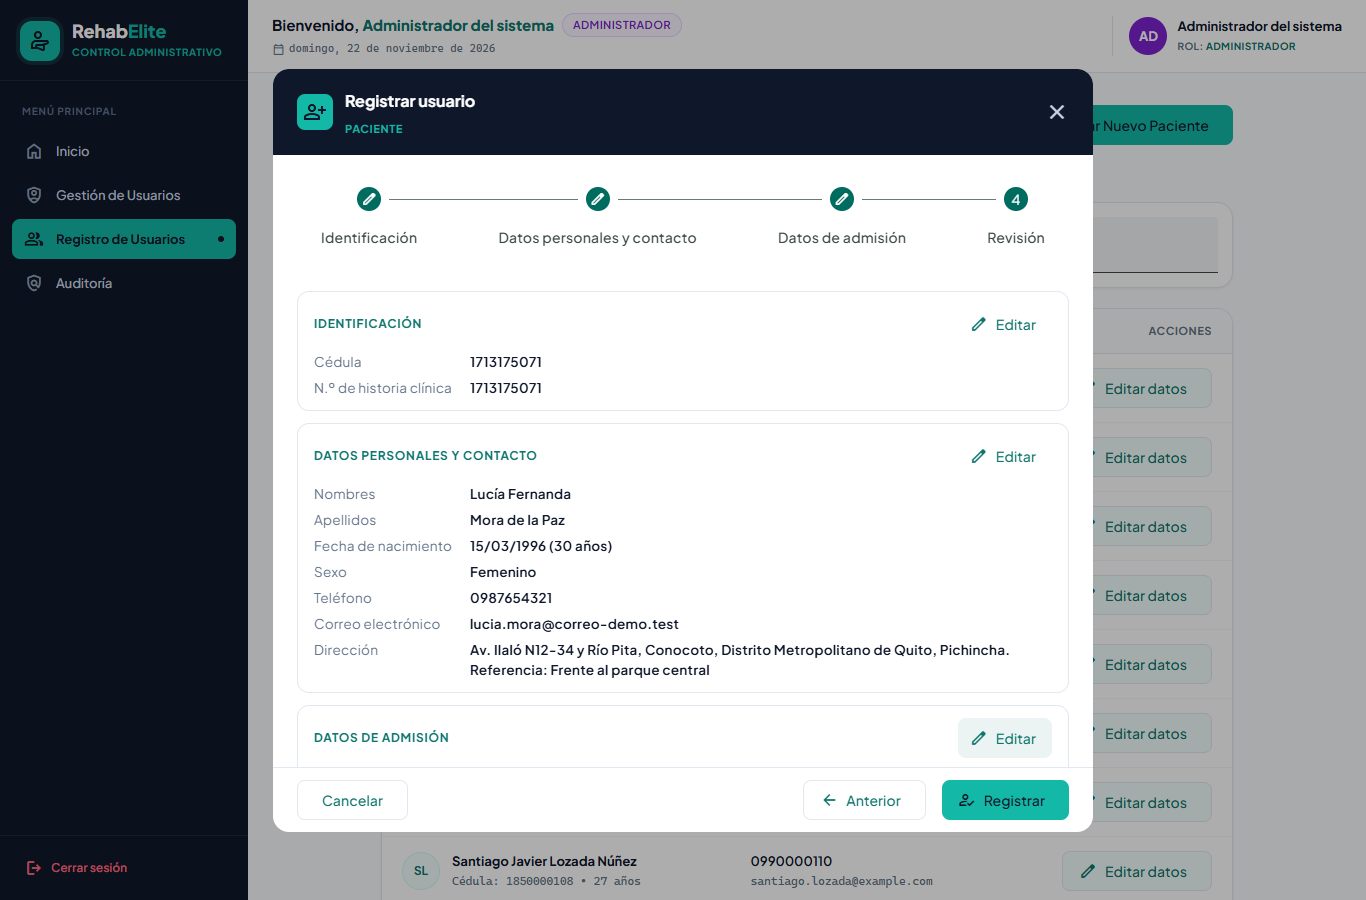 RehabElite
CONTROL ADMINISTRATIVO
MENÚ PRINCIPAL
Inicio
Gestión de Usuarios
Registro de Usuarios
Auditoría
Cerrar sesión
Bienvenido, Administrador del sistema
ADMINISTRADOR
domingo, 22 de noviembre de 2026
AD
Administrador del sistema
ROL: ADMINISTRADOR
Nuevo Paciente
Registrar usuario
PACIENTE
Identificación
Datos personales y contacto
Datos de admisión
4
Revisión
IDENTIFICACIÓN
Editar
Cédula 1713175071
N.º de historia clínica 1713175071
DATOS PERSONALES Y CONTACTO
Editar
Nombres Lucía Fernanda
Apellidos Mora de la Paz
Fecha de nacimiento 15/03/1996 (30 años)
Sexo Femenino
Teléfono 0987654321
Correo electrónico lucia.mora@correo-demo.test
Dirección Av. Ilaló N12-34 y Río Pita, Conocoto, Distrito Metropolitano de Quito, Pichincha.
Referencia: Frente al parque central
DATOS DE ADMISIÓN
Editar
Cancelar
Anterior
Registrar
ACCIONES
Editar datos
Editar datos
Editar datos
Editar datos
Editar datos
Editar datos
Editar datos
SL
Santiago Javier Lozada Núñez
Cédula: 1850000108 • 27 años
0990000110
santiago.lozada@example.com
Editar datos